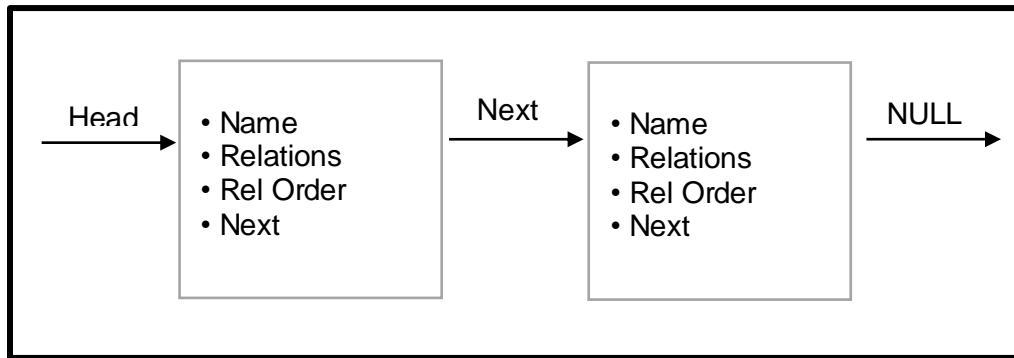 Head
• Name
• Relations
• Rel Order
• Next
Next
• Name
• Relations
• Rel Order
• Next
NULL